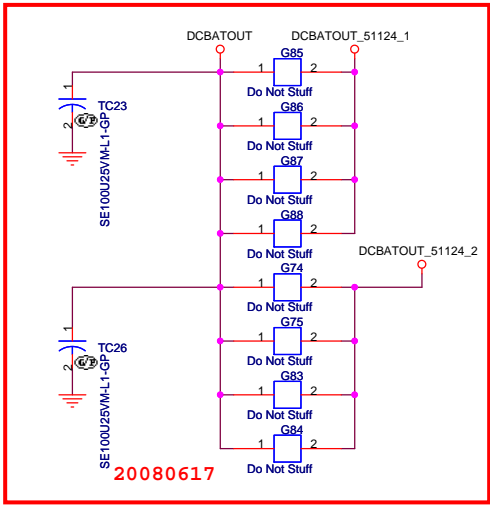 DCBATOUT DCBATOUT_51124_1
G85
1 2
Do Not Stuff
1
TC23
G/P
2
SE100U25VM-L1-GP
G86
1 2
Do Not Stuff
G87
1 2
Do Not Stuff
G88
1 2
Do Not Stuff
DCBATOUT_51124_2
G74
1 2
Do Not Stuff
1
TC26
G/P
2
SE100U25VM-L1-GP
G75
1 2
Do Not Stuff
G83
1 2
Do Not Stuff
G84
1 2
Do Not Stuff
20080617